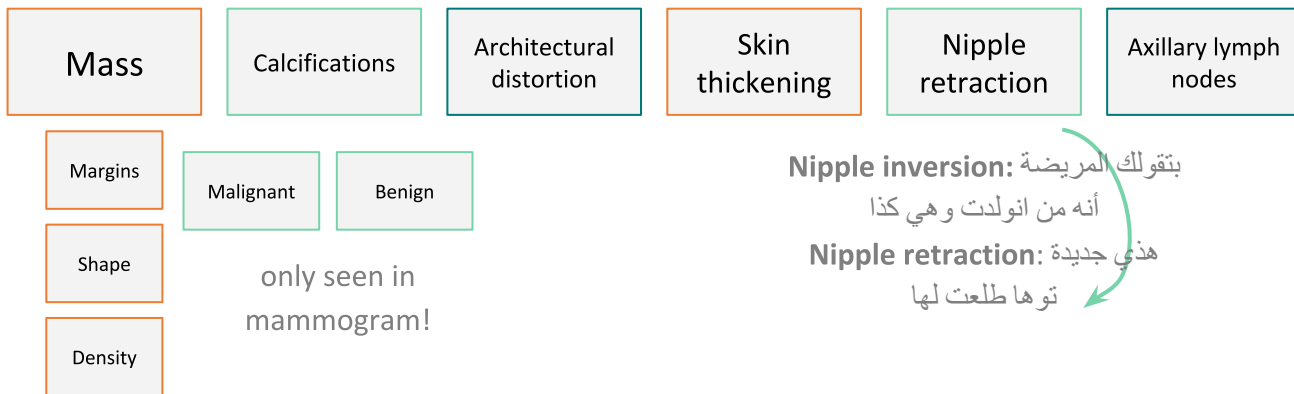 Mass
Calcifications
Architectural
distortion
Skin
thickening
Nipple
retraction
Axillary lymph
nodes
Margins
Shape
Density
Malignant
Benign
only seen in
mammogram!
Nipple inversion: بتقولك المريضة
أنه من انولدت وهي كذا
Nipple retraction: هذي جديدة
توها طلعت لها